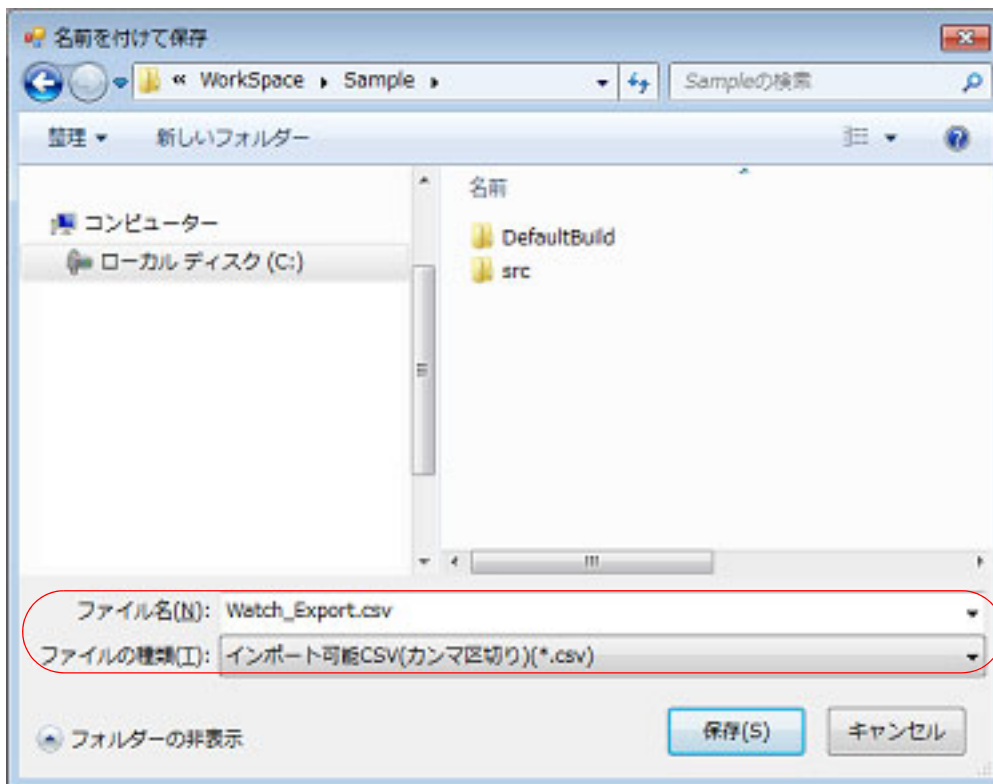 名前を付けて保存
« WorkSpace ▸ Sample ▸
Sampleの検索
整理 ▼ 新しいフォルダー
コンピューター
ローカル ディスク (C:)
名前
DefaultBuild
src
ファイル名(N): Watch_Export.csv
ファイルの種類(T): インポート可能CSV(カンマ区切り)(*.csv)
フォルダーの非表示
保存(S)
キャンセル